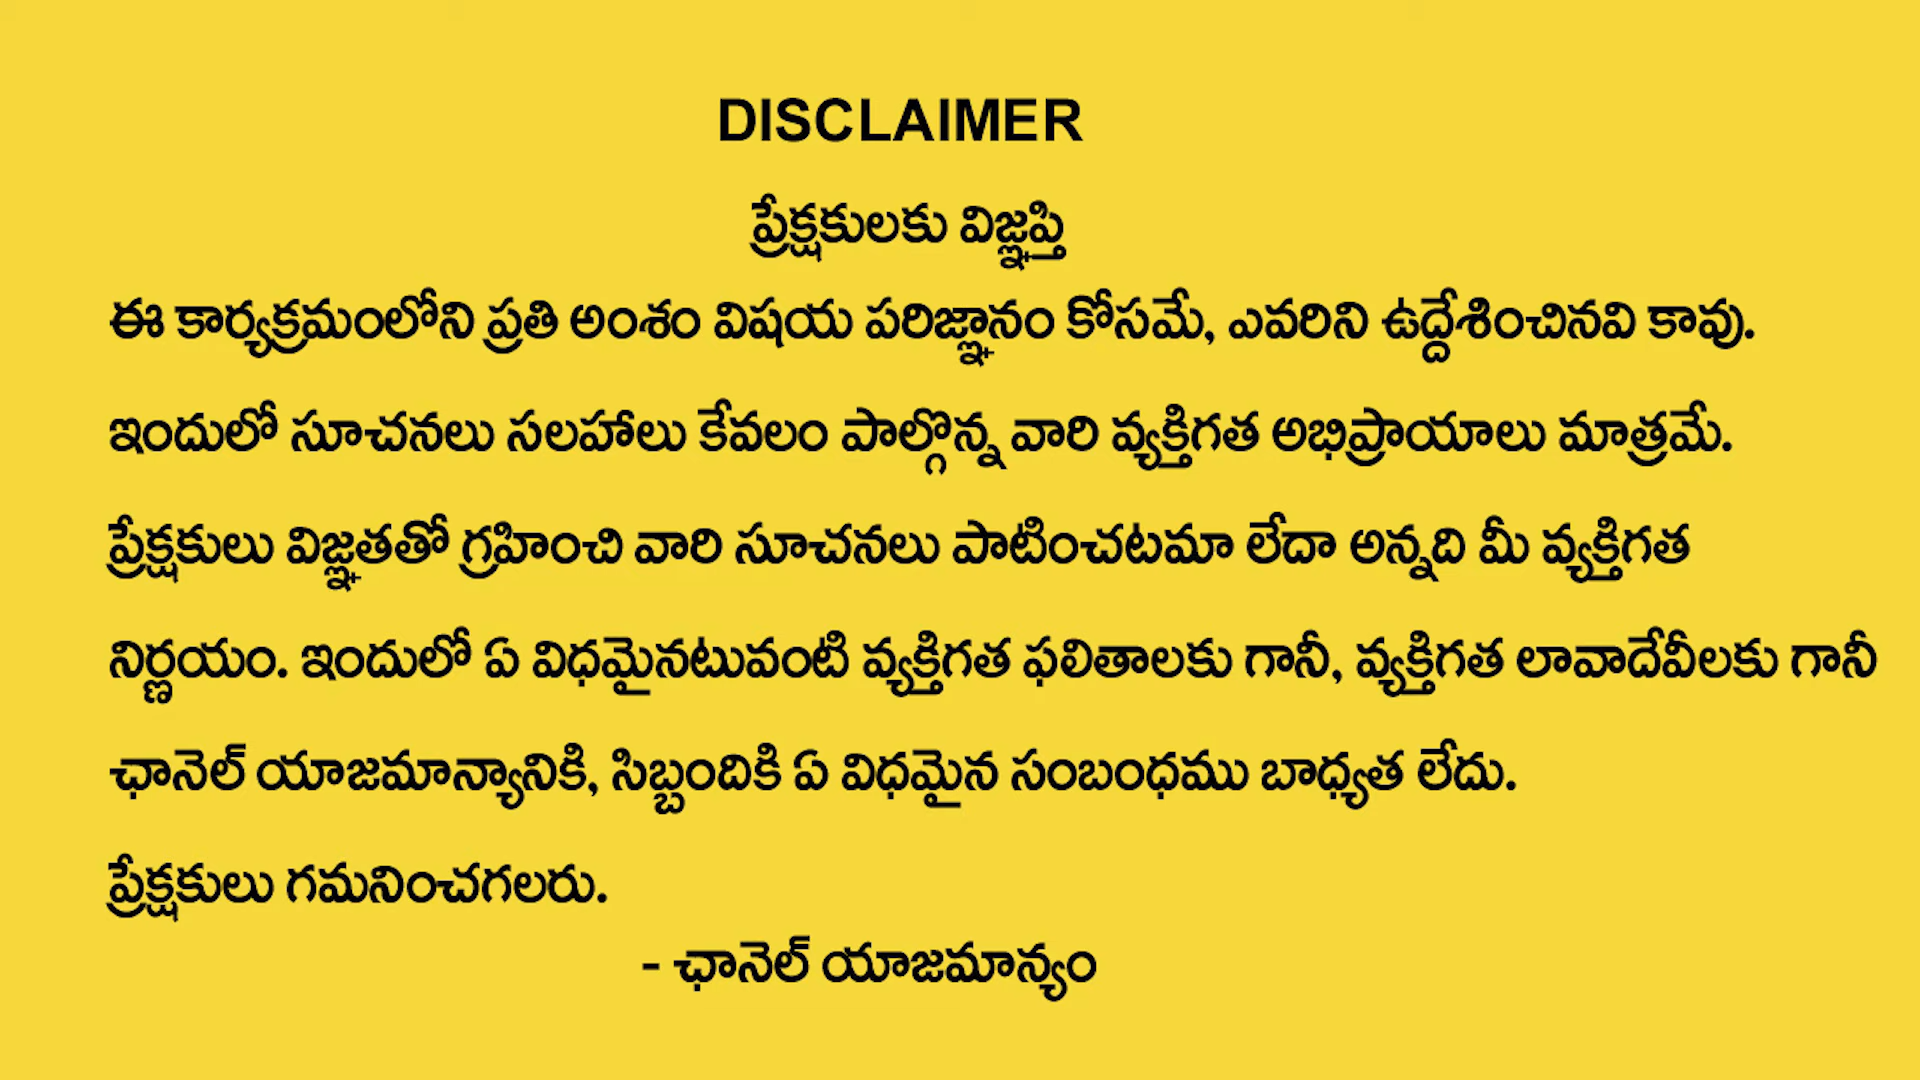 DISCLAIMER
ప్రేక్షకులకు విజ్ఞప్తి
ఈ కార్యక్రమంలోని ప్రతి అంశం విషయ పరిజ్ఞానం కోసమే, ఎవరిని ఉద్దేశించినవి కావు.
ఇందులో సూచనలు సలహాలు కేవలం పాల్గొన్న వారి వ్యక్తిగత అభిప్రాయాలు మాత్రమే.
ప్రేక్షకులు విజ్ఞతతో గ్రహించి వారి సూచనలు పాటించటమా లేదా అన్నది మీ వ్యక్తిగత
నిర్ణయం. ఇందులో ఏ విధమైనటువంటి వ్యక్తిగత ఫలితాలకు గానీ, వ్యక్తిగత లావాదేవీలకు గానీ
ఛానెల్ యాజమాన్యానికి, సిబ్బందికి ఏ విధమైన సంబంధము బాధ్యత లేదు.
ప్రేక్షకులు గమనించగలరు.
- ఛానెల్ యాజమాన్యం